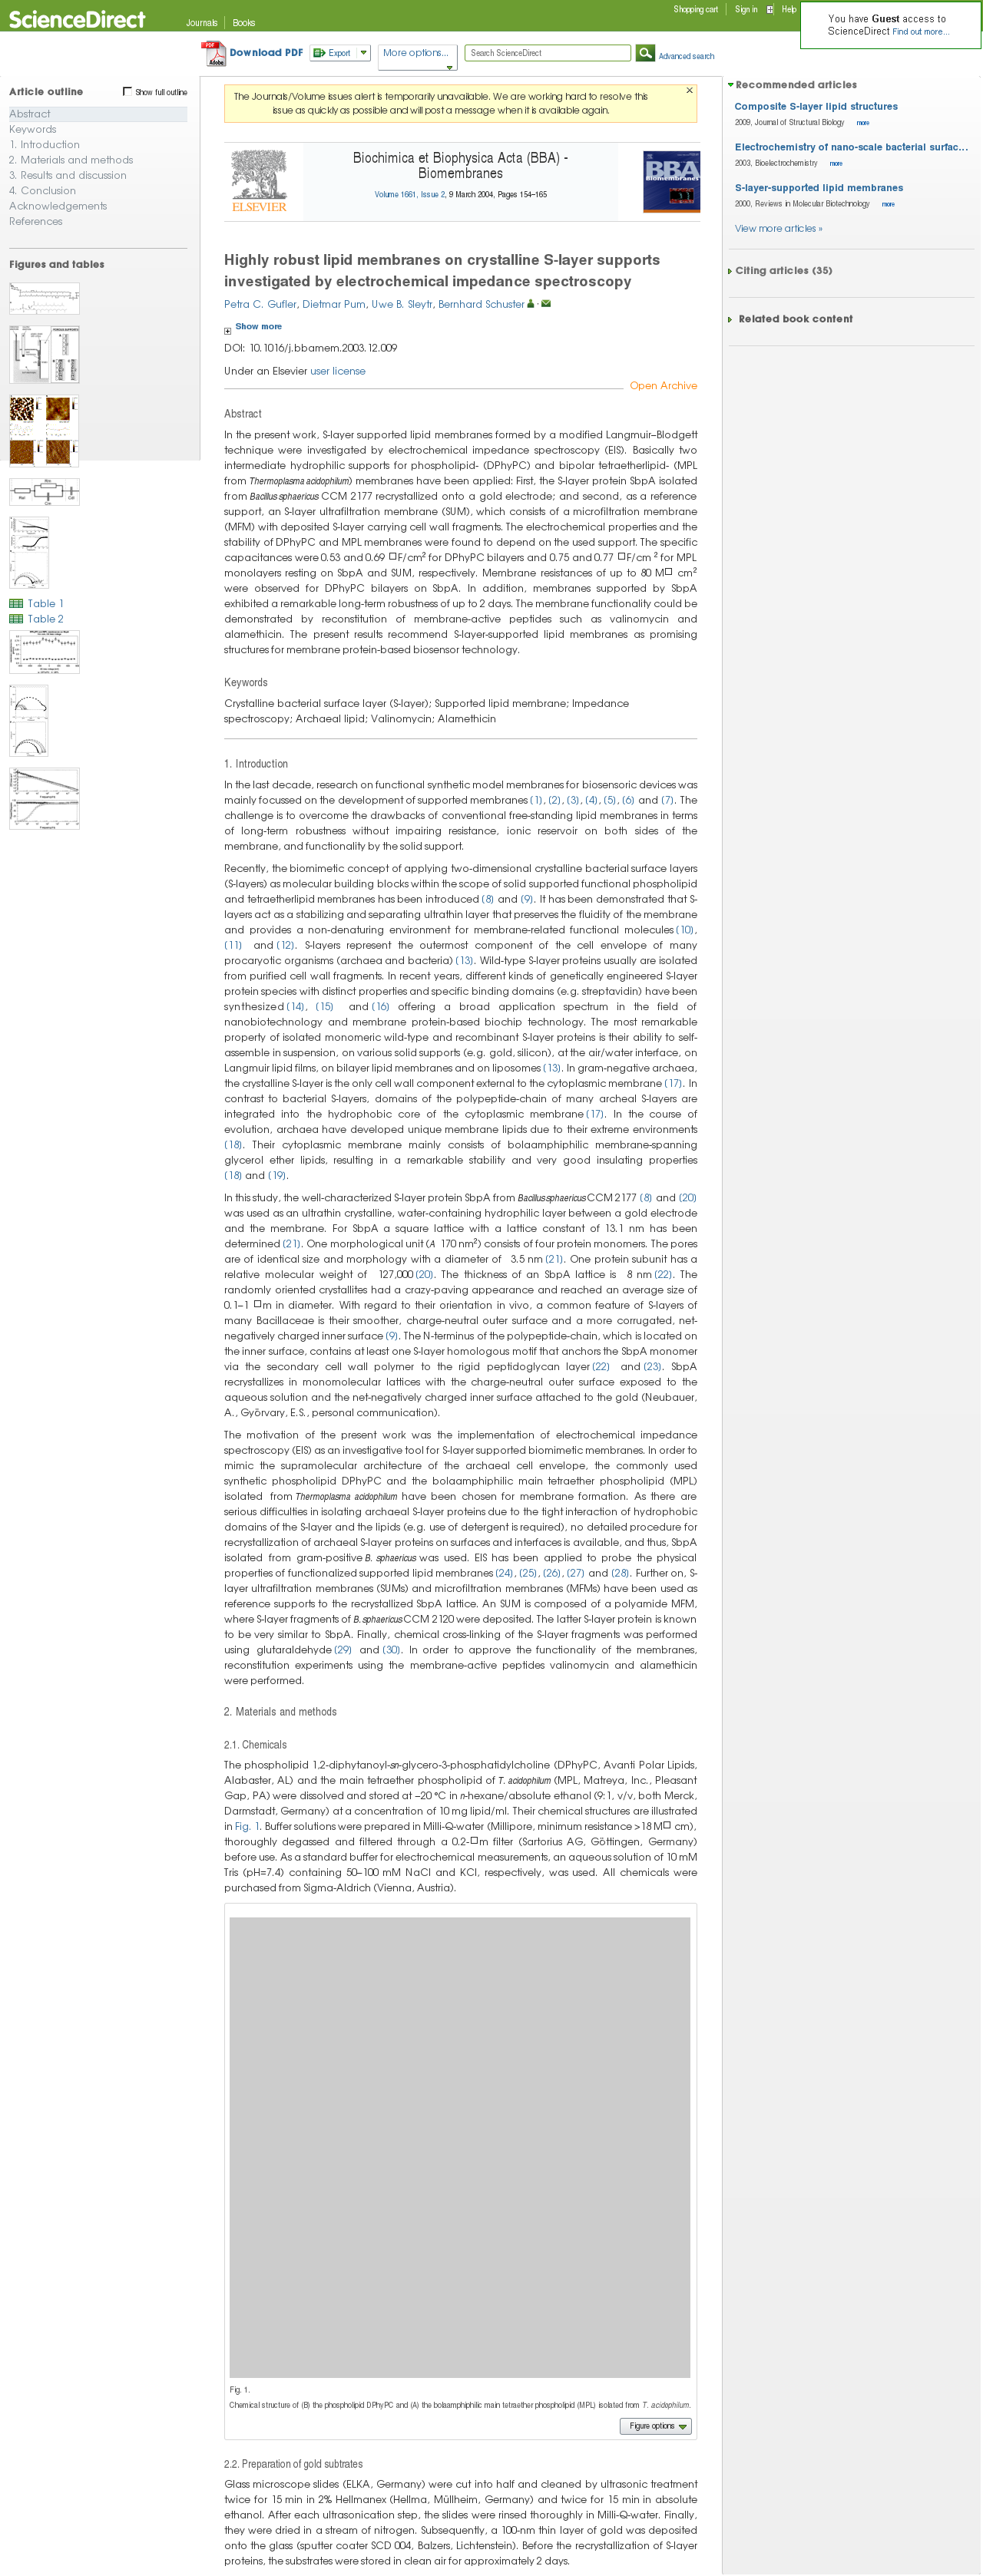 ScienceDirect
Journals Books
Shopping cart Sign in Help
You have Guest access to
ScienceDirect Find out more...
Download PDF Export More options... Search ScienceDirect Advanced search
Article outline Show full outline
Abstract
Keywords
1. Introduction
2. Materials and methods
3. Results and discussion
4. Conclusion
Acknowledgements
References
Figures and tables
Table 1
Table 2
The Journals/Volume issues alert is temporarily unavailable. We are working hard to resolve this
issue as quickly as possible and will post a message when it is available again.
ELSEVIER
Biochimica et Biophysica Acta (BBA) -
Biomembranes
Volume 1661, Issue 2, 9 March 2004, Pages 154–165
BBA
Biomembranes
Highly robust lipid membranes on crystalline S-layer supports
investigated by electrochemical impedance spectroscopy
Petra C. Gufler, Dietmar Pum, Uwe B. Sleytr, Bernhard Schuster
Show more
DOI: 10.1016/j.bbamem.2003.12.009
Under an Elsevier user license
Open Archive
Abstract
In the present work, S-layer supported lipid membranes formed by a modified Langmuir–Blodgett
technique were investigated by electrochemical impedance spectroscopy (EIS). Basically two
intermediate hydrophilic supports for phospholipid- (DPhyPC) and bipolar tetraetherlipid- (MPL
from Thermoplasma acidophilum) membranes have been applied: First, the S-layer protein SbpA isolated
from Bacillus sphaericus CCM 2177 recrystallized onto a gold electrode; and second, as a reference
support, an S-layer ultrafiltration membrane (SUM), which consists of a microfiltration membrane
(MFM) with deposited S-layer carrying cell wall fragments. The electrochemical properties and the
stability of DPhyPC and MPL membranes were found to depend on the used support. The specific
capacitances were 0.53 and 0.69 □F/cm² for DPhyPC bilayers and 0.75 and 0.77 □F/cm ² for MPL
monolayers resting on SbpA and SUM, respectively. Membrane resistances of up to 80 M□ cm²
were observed for DPhyPC bilayers on SbpA. In addition, membranes supported by SbpA
exhibited a remarkable long-term robustness of up to 2 days. The membrane functionality could be
demonstrated by reconstitution of membrane-active peptides such as valinomycin and
alamethicin. The present results recommend S-layer-supported lipid membranes as promising
structures for membrane protein-based biosensor technology.
Keywords
Crystalline bacterial surface layer (S-layer); Supported lipid membrane; Impedance
spectroscopy; Archaeal lipid; Valinomycin; Alamethicin
1. Introduction
In the last decade, research on functional synthetic model membranes for biosensoric devices was
mainly focussed on the development of supported membranes (1), (2), (3), (4), (5), (6) and (7). The
challenge is to overcome the drawbacks of conventional free-standing lipid membranes in terms
of long-term robustness without impairing resistance, ionic reservoir on both sides of the
membrane, and functionality by the solid support.
Recently, the biomimetic concept of applying two-dimensional crystalline bacterial surface layers
(S-layers) as molecular building blocks within the scope of solid supported functional phospholipid
and tetraetherlipid membranes has been introduced (8) and (9). It has been demonstrated that S-
layers act as a stabilizing and separating ultrathin layer that preserves the fluidity of the membrane
and provides a non-denaturing environment for membrane-related functional molecules (10),
(11) and (12). S-layers represent the outermost component of the cell envelope of many
procaryotic organisms (archaea and bacteria) (13). Wild-type S-layer proteins usually are isolated
from purified cell wall fragments. In recent years, different kinds of genetically engineered S-layer
protein species with distinct properties and specific binding domains (e.g. streptavidin) have been
synthesized (14), (15) and (16) offering a broad application spectrum in the field of
nanobiotechnology and membrane protein-based biochip technology. The most remarkable
property of isolated monomeric wild-type and recombinant S-layer proteins is their ability to self-
assemble in suspension, on various solid supports (e.g. gold, silicon), at the air/water interface, on
Langmuir lipid films, on bilayer lipid membranes and on liposomes (13). In gram-negative archaea,
the crystalline S-layer is the only cell wall component external to the cytoplasmic membrane (17). In
contrast to bacterial S-layers, domains of the polypeptide-chain of many archeal S-layers are
integrated into the hydrophobic core of the cytoplasmic membrane (17). In the course of
evolution, archaea have developed unique membrane lipids due to their extreme environments
(18). Their cytoplasmic membrane mainly consists of bolaamphiphilic membrane-spanning
glycerol ether lipids, resulting in a remarkable stability and very good insulating properties
(18) and (19).
In this study, the well-characterized S-layer protein SbpA from Bacillus sphaericus CCM 2177 (8) and (20)
was used as an ultrathin crystalline, water-containing hydrophilic layer between a gold electrode
and the membrane. For SbpA a square lattice with a lattice constant of 13.1 nm has been
determined (21). One morphological unit (A 170 nm²) consists of four protein monomers. The pores
are of identical size and morphology with a diameter of 3.5 nm (21). One protein subunit has a
relative molecular weight of 127,000 (20). The thickness of an SbpA lattice is 8 nm (22). The
randomly oriented crystallites had a crazy-paving appearance and reached an average size of
0.1–1 □m in diameter. With regard to their orientation in vivo, a common feature of S-layers of
many Bacillaceae is their smoother, charge-neutral outer surface and a more corrugated, net-
negatively charged inner surface (9). The N-terminus of the polypeptide-chain, which is located on
the inner surface, contains at least one S-layer homologous motif that anchors the SbpA monomer
via the secondary cell wall polymer to the rigid peptidoglycan layer (22) and (23). SbpA
recrystallizes in monomolecular lattices with the charge-neutral outer surface exposed to the
aqueous solution and the net-negatively charged inner surface attached to the gold (Neubauer,
A., Györvary, E.S., personal communication).
The motivation of the present work was the implementation of electrochemical impedance
spectroscopy (EIS) as an investigative tool for S-layer supported biomimetic membranes. In order to
mimic the supramolecular architecture of the archaeal cell envelope, the commonly used
synthetic phospholipid DPhyPC and the bolaamphiphilic main tetraether phospholipid (MPL)
isolated from Thermoplasma acidophilum have been chosen for membrane formation. As there are
serious difficulties in isolating archaeal S-layer proteins due to the tight interaction of hydrophobic
domains of the S-layer and the lipids (e.g. use of detergent is required), no detailed procedure for
recrystallization of archaeal S-layer proteins on surfaces and interfaces is available, and thus, SbpA
isolated from gram-positive B. sphaericus was used. EIS has been applied to probe the physical
properties of functionalized supported lipid membranes (24), (25), (26), (27) and (28). Further on, S-
layer ultrafiltration membranes (SUMs) and microfiltration membranes (MFMs) have been used as
reference supports to the recrystallized SbpA lattice. An SUM is composed of a polyamide MFM,
where S-layer fragments of B. sphaericus CCM 2120 were deposited. The latter S-layer protein is known
to be very similar to SbpA. Finally, chemical cross-linking of the S-layer fragments was performed
using glutaraldehyde (29) and (30). In order to approve the functionality of the membranes,
reconstitution experiments using the membrane-active peptides valinomycin and alamethicin
were performed.
2. Materials and methods
2.1. Chemicals
The phospholipid 1,2-diphytanoyl-sn-glycero-3-phosphatidylcholine (DPhyPC, Avanti Polar Lipids,
Alabaster, AL) and the main tetraether phospholipid of T. acidophilum (MPL, Matreya, Inc., Pleasant
Gap, PA) were dissolved and stored at −20 °C in n-hexane/absolute ethanol (9:1, v/v, both Merck,
Darmstadt, Germany) at a concentration of 10 mg lipid/ml. Their chemical structures are illustrated
in Fig. 1. Buffer solutions were prepared in Milli-Q-water (Millipore, minimum resistance >18 M□ cm),
thoroughly degassed and filtered through a 0.2-□m filter (Sartorius AG, Göttingen, Germany)
before use. As a standard buffer for electrochemical measurements, an aqueous solution of 10 mM
Tris (pH=7.4) containing 50–100 mM NaCl and KCl, respectively, was used. All chemicals were
purchased from Sigma-Aldrich (Vienna, Austria).
Fig. 1.
Chemical structure of (B) the phospholipid DPhyPC and (A) the bolaamphiphilic main tetraether phospholipid (MPL) isolated from T. acidophilum.
Figure options
2.2. Preparation of gold subtrates
Glass microscope slides (ELKA, Germany) were cut into half and cleaned by ultrasonic treatment
twice for 15 min in 2% Hellmanex (Hellma, Müllheim, Germany) and twice for 15 min in absolute
ethanol. After each ultrasonication step, the slides were rinsed thoroughly in Milli-Q-water. Finally,
they were dried in a stream of nitrogen. Subsequently, a 100-nm thin layer of gold was deposited
onto the glass (sputter coater SCD 004, Balzers, Lichtenstein). Before the recrystallization of S-layer
proteins, the substrates were stored in clean air for approximately 2 days.
Recommended articles
Composite S-layer lipid structures
2009, Journal of Structural Biology more
Electrochemistry of nano-scale bacterial surfac...
2003, Bioelectrochemistry more
S-layer-supported lipid membranes
2000, Reviews in Molecular Biotechnology more
View more articles »
Citing articles (35)
Related book content